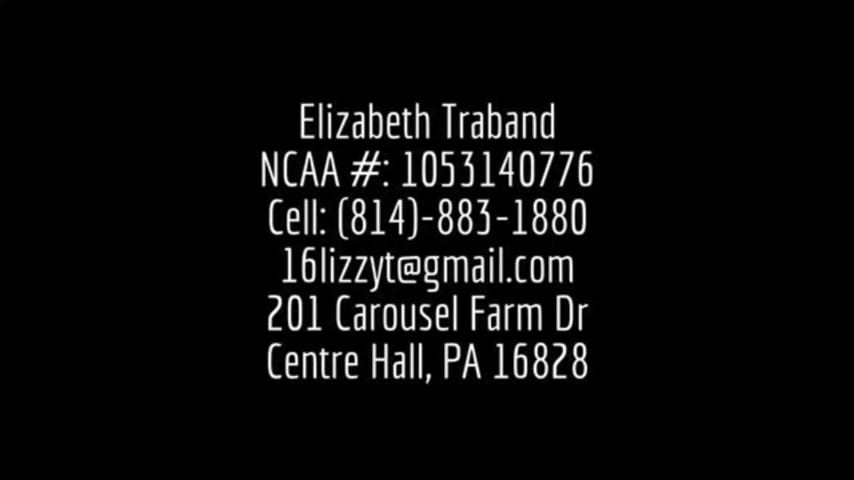 Elizabeth Traband
NCAA #: 1053140776
Cell: (814)-883-1880
16lizzyt@gmail.com
201 Carousel Farm Dr
Centre Hall, PA 16828